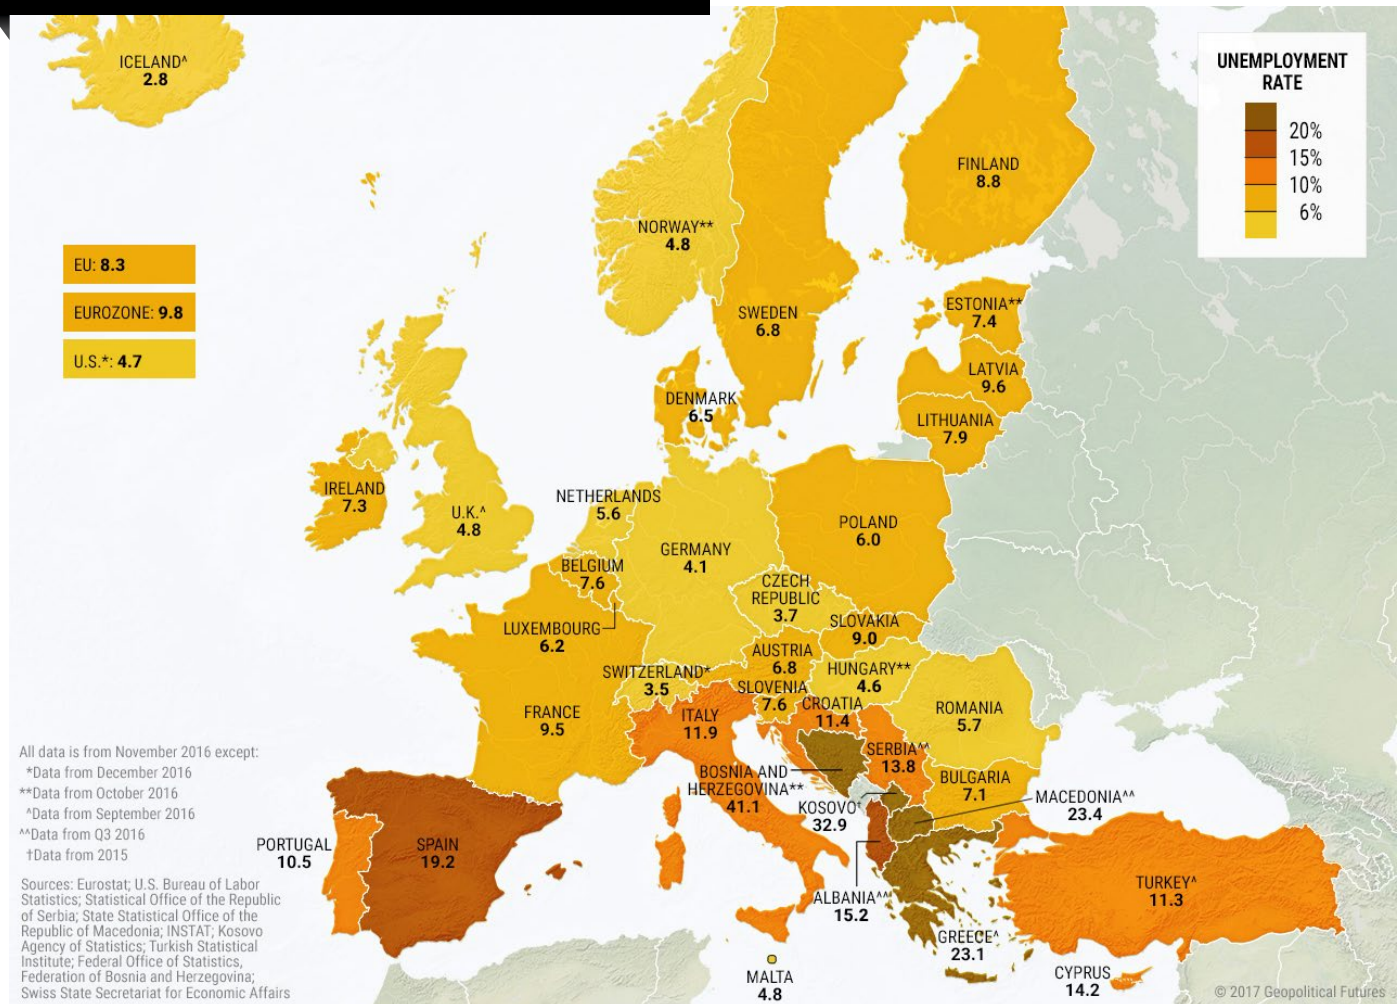 ICELAND^
2.8
UNEMPLOYMENT
RATE
20%
15%
10%
6%
FINLAND
8.8
NORWAY**
4.8
EU: 8.3
EUROZONE: 9.8
U.S.*: 4.7
SWEDEN
6.8
ESTONIA**
7.4
LATVIA
9.6
DENMARK
6.5
LITHUANIA
7.9
IRELAND
7.3
U.K.^
4.8
NETHERLANDS
5.6
GERMANY
4.1
POLAND
6.0
BELGIUM
7.6
CZECH
REPUBLIC
3.7
LUXEMBOURG
6.2
SLOVAKIA
9.0
AUSTRIA
6.8
SWITZERLAND*
3.5
HUNGARY**
4.6
SLOVENIA
7.6
CROATIA
11.4
FRANCE
9.5
ITALY
11.9
ROMANIA
5.7
SERBIA^^
13.8
BOSNIA AND
HERZEGOVINA**
41.1
KOSOVO†
32.9
BULGARIA
7.1
MACEDONIA^^
23.4
PORTUGAL
10.5
SPAIN
19.2
ALBANIA^^
15.2
TURKEY^
11.3
GREECE^
23.1
CYPRUS
14.2
MALTA
4.8
All data is from November 2016 except:
*Data from December 2016
**Data from October 2016
^Data from September 2016
^^Data from Q3 2016
†Data from 2015
Sources: Eurostat; U.S. Bureau of Labor
Statistics; Statistical Office of the Republic
of Serbia; State Statistical Office of the
Republic of Macedonia; INSTAT; Kosovo
Agency of Statistics; Turkish Statistical
Institute; Federal Office of Statistics,
Federation of Bosnia and Herzegovina;
Swiss State Secretariat for Economic Affairs
© 2017 Geopolitical Futures